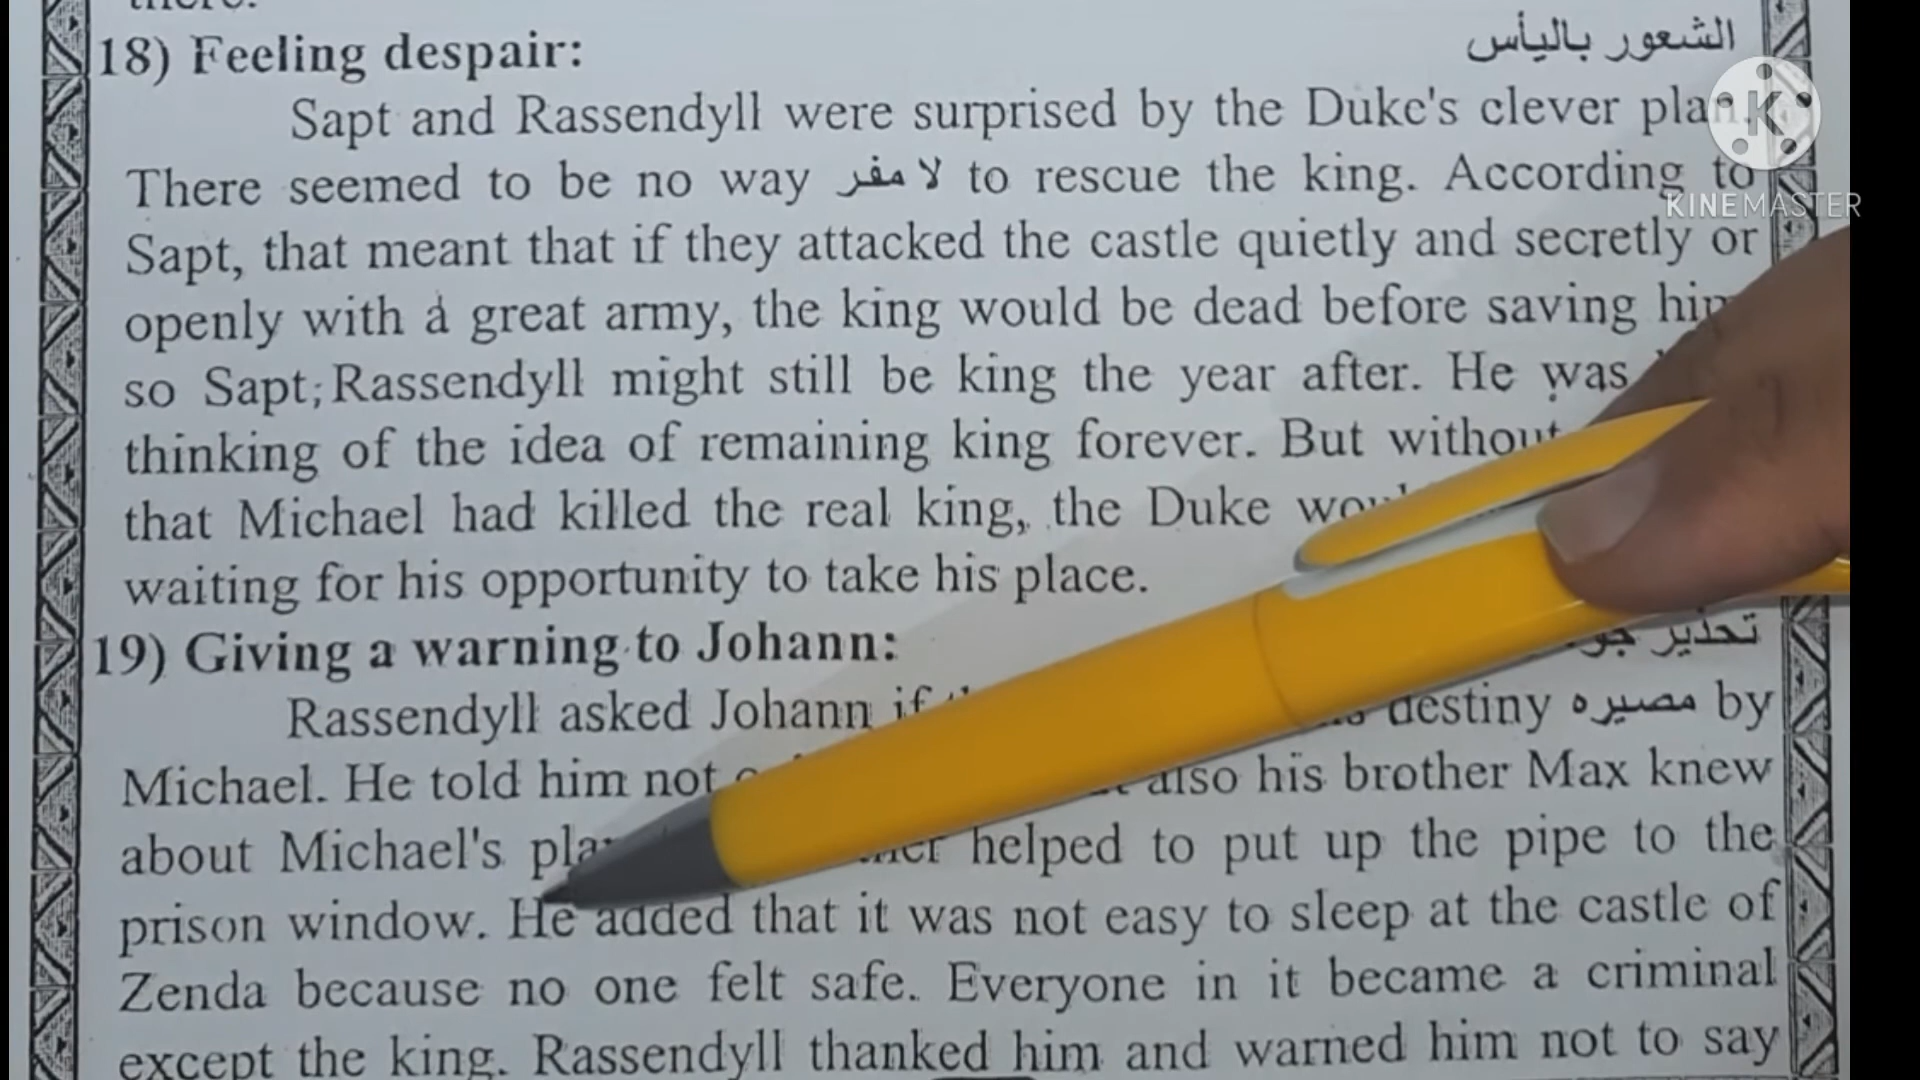 there.
18) Feeling despair: الشعور باليأس
Sapt and Rassendyll were surprised by the Duke's clever plan.
There seemed to be no way لا مفر to rescue the king. According to
Sapt, that meant that if they attacked the castle quietly and secretly or
openly with a great army, the king would be dead before saving him
so Sapt; Rassendyll might still be king the year after. He was
thinking of the idea of remaining king forever. But without
that Michael had killed the real king, the Duke
waiting for his opportunity to take his place.
19) Giving a warning to Johann: تحذير
Rassendyll asked Johann if destiny مصيره by
Michael. He told him not also his brother Max knew
about Michael's helped to put up the pipe to the
prison window. He added that it was not easy to sleep at the castle of
Zenda because no one felt safe. Everyone in it became a criminal
except the king. Rassendyll thanked him and warned him not to say
K
KINEMASTER